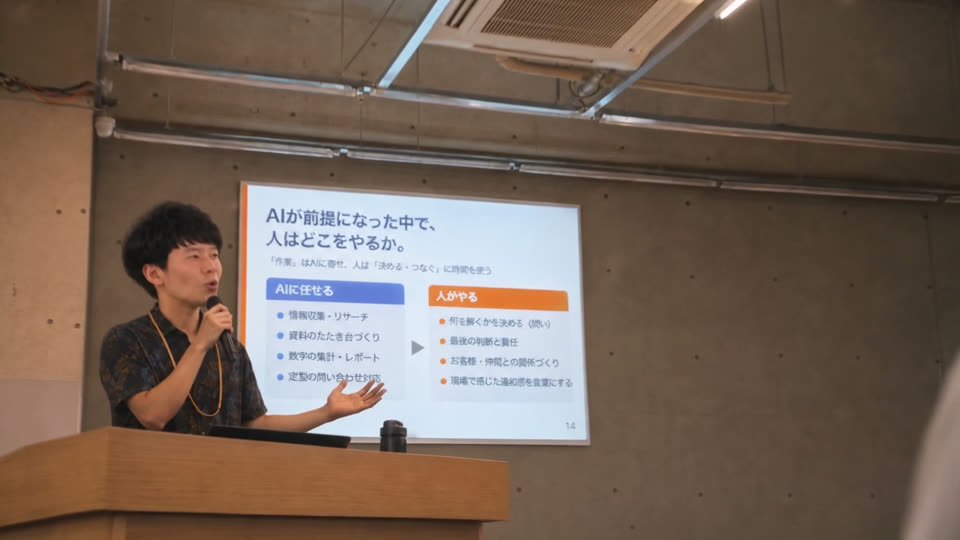 AIが前提になった中で、
人はどこをやるか。
「作業」はAIに寄せ、人は「決める・つなぐ」に時間を使う
AIに任せる
情報収集・リサーチ
資料のたたき台づくり
数字の集計・レポート
定型の問い合わせ対応
人がやる
何を解くかを決める（問い）
最後の判断と責任
お客様・仲間との関係づくり
現場で感じた違和感を言葉にする
14